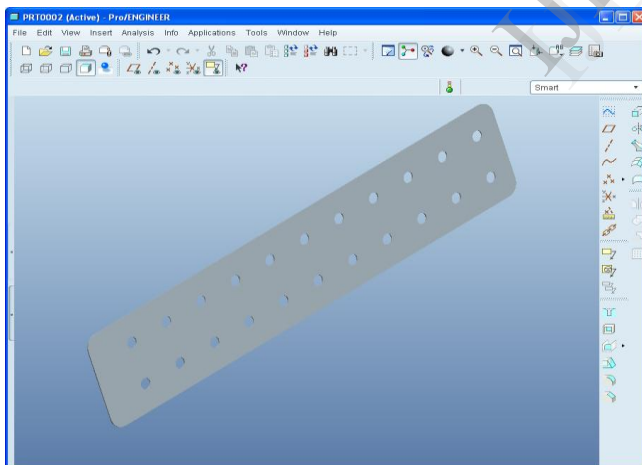 PRT0002 (Active) - Pro/ENGINEER
File Edit View Insert Analysis Info Applications Tools Window Help
Smart